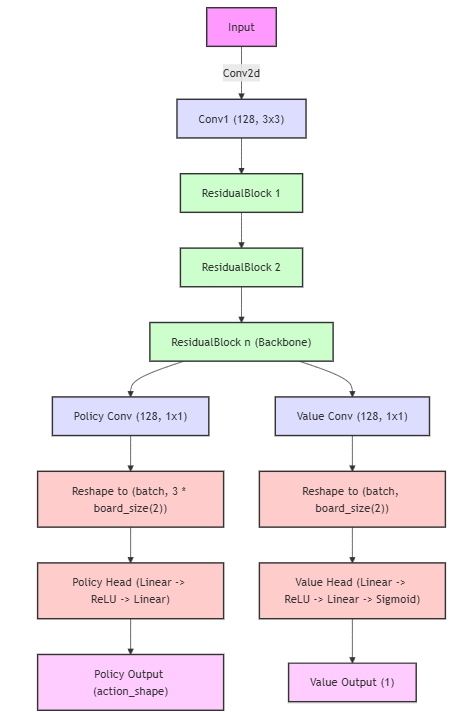 Input
Conv2d
Conv1 (128, 3x3)
ResidualBlock 1
ResidualBlock 2
ResidualBlock n (Backbone)
Policy Conv (128, 1x1)
Value Conv (128, 1x1)
Reshape to (batch, 3 *
board_size(2))
Reshape to (batch,
board_size(2))
Policy Head (Linear ->
ReLU -> Linear)
Value Head (Linear ->
ReLU -> Linear -> Sigmoid)
Policy Output
(action_shape)
Value Output (1)